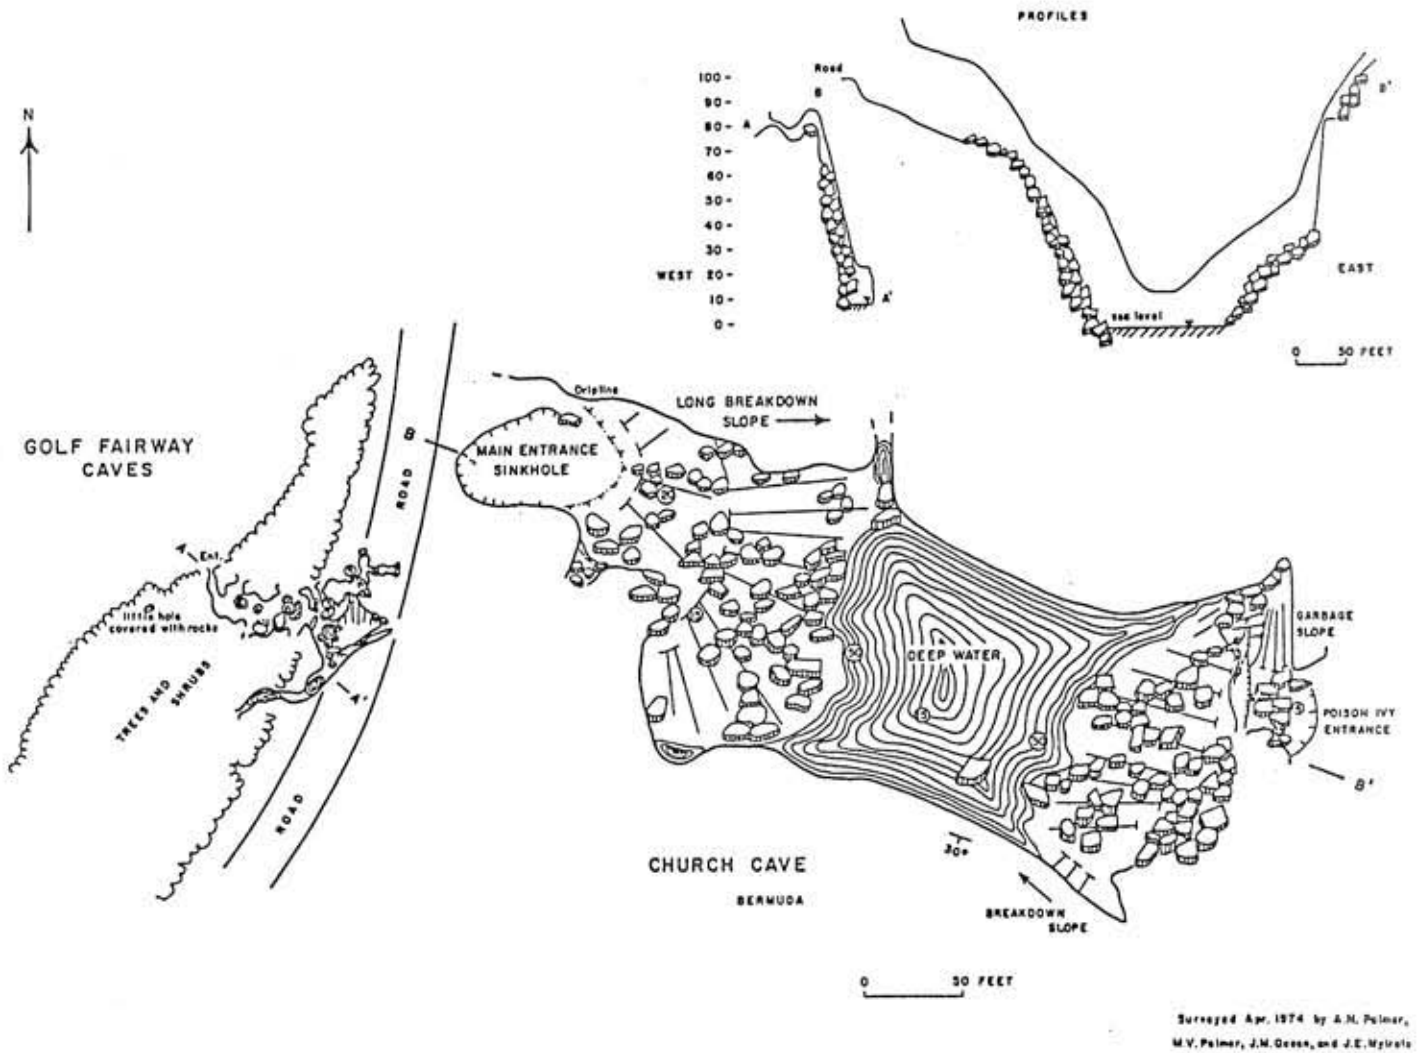 PROFILES
Road
B
B'
100-
90-
80-
70-
60-
50-
40-
30-
20-
10-
0-
A
A'
WEST
EAST
sea level
0 50 FEET
N
Dripline
LONG BREAKDOWN
SLOPE
GOLF FAIRWAY
CAVES
B
ROAD
MAIN ENTRANCE
SINKHOLE
A
Ent.
little hole
covered with rocks
TREES AND
SHRUBS
A'
ROAD
DEEP WATER
GARBAGE
SLOPE
POISON IVY
ENTRANCE
B'
30+
CHURCH CAVE
BERMUDA
BREAKDOWN
SLOPE
0 50 FEET
Surveyed Apr. 1974 by A.N. Palmer,
M.V. Palmer, J.M. Queen, and J.E. Mylroie